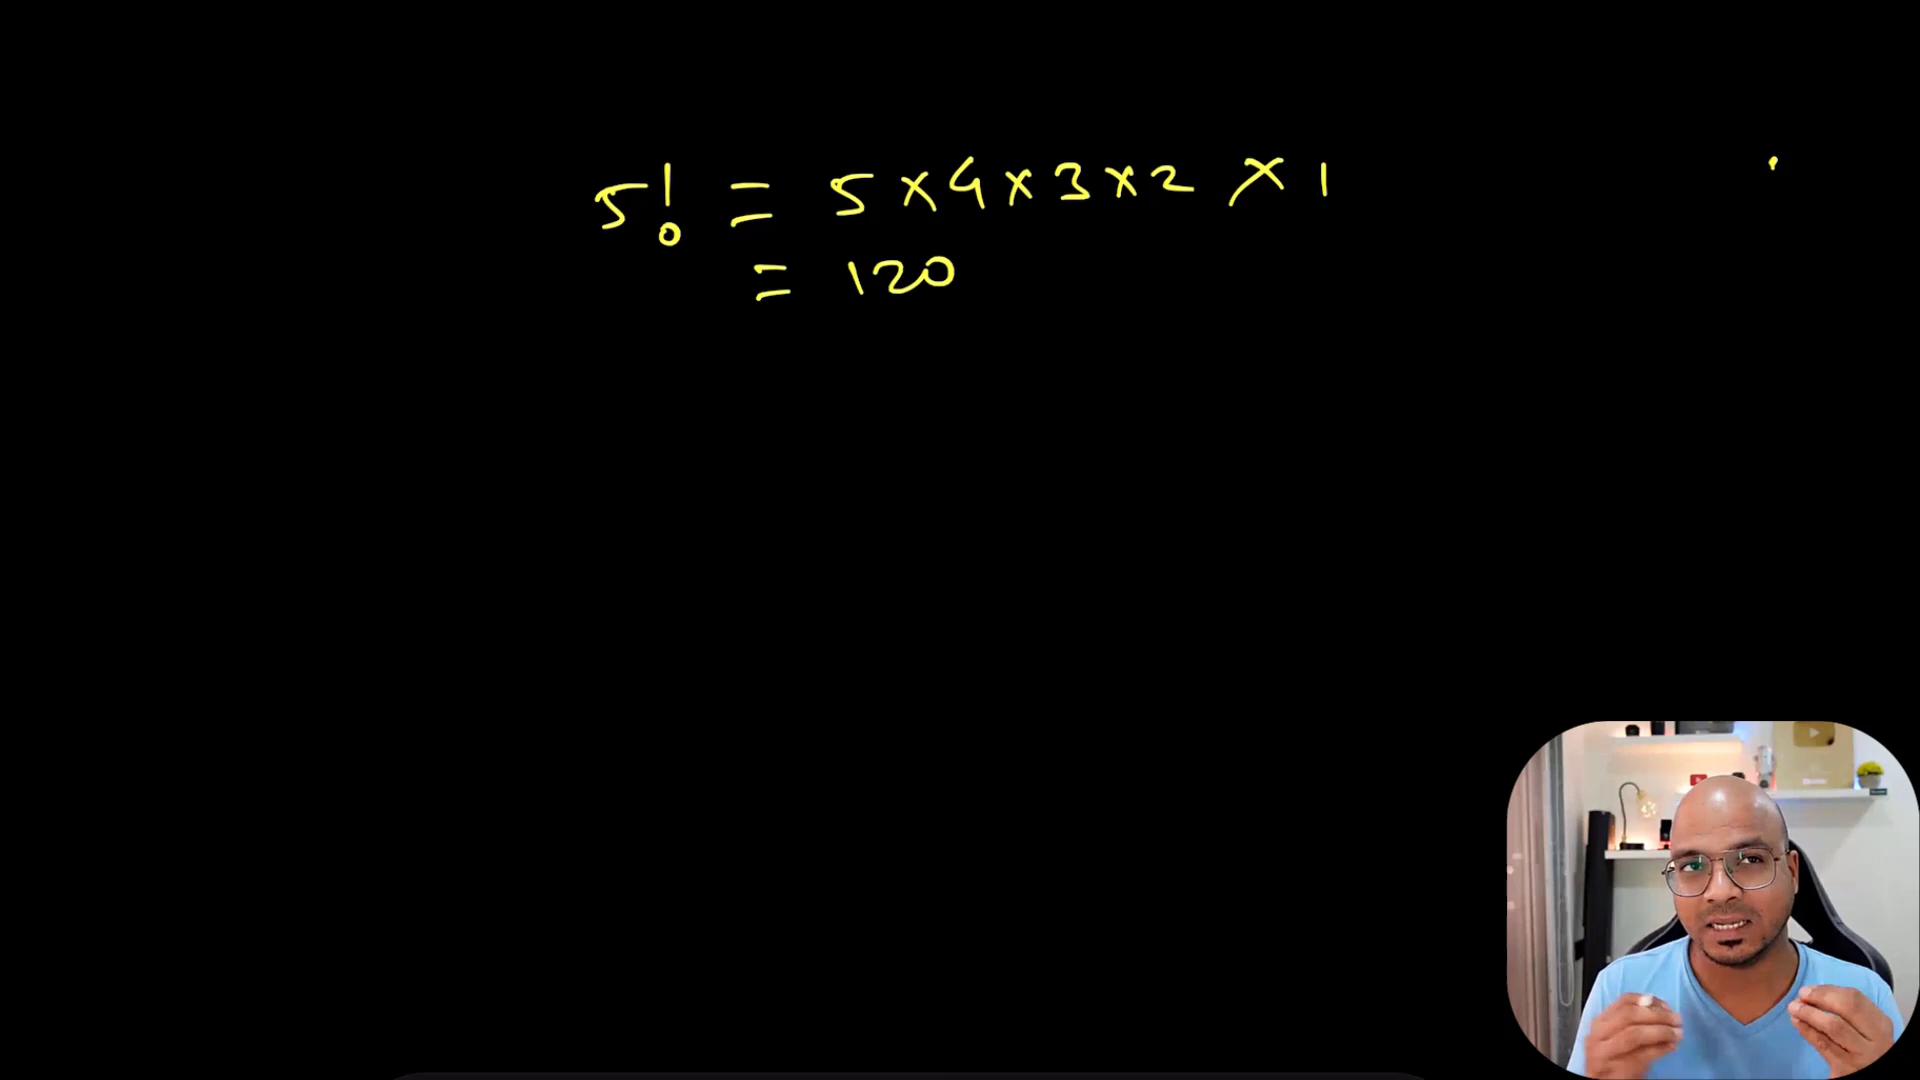 5! = 5 × 4 × 3 × 2 × 1
= 120